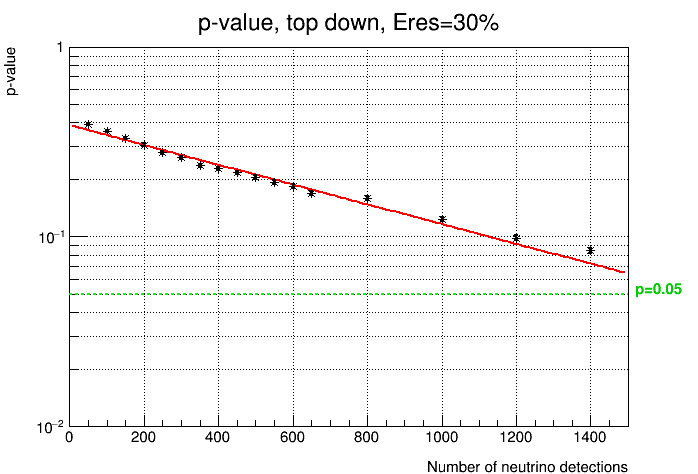 p-value, top down, Eres=30%
p-value
1
10⁻¹
10⁻²
p=0.05
0 200 400 600 800 1000 1200 1400
Number of neutrino detections